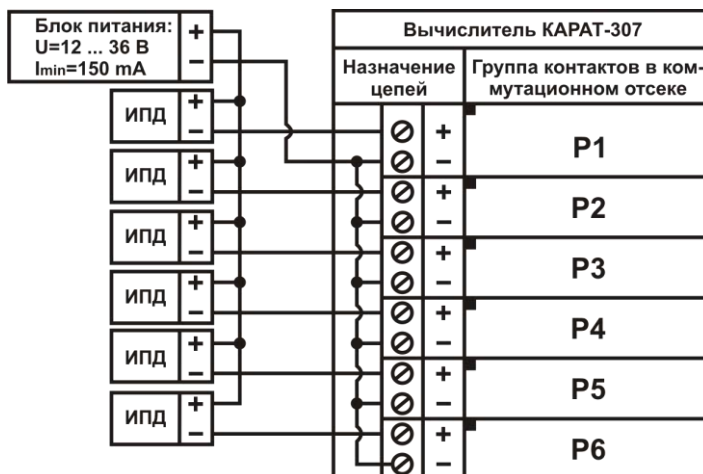 Блок питания:
U=12 ... 36 В
Imin=150 mA
+
−
Вычислитель КАРАТ-307
Назначение
цепей
Группа контактов в ком-
мутационном отсеке
ИПД
+
−
ИПД
+
−
ИПД
+
−
ИПД
+
−
ИПД
+
−
ИПД
+
−
+
−
P1
+
−
P2
+
−
P3
+
−
P4
+
−
P5
+
−
P6